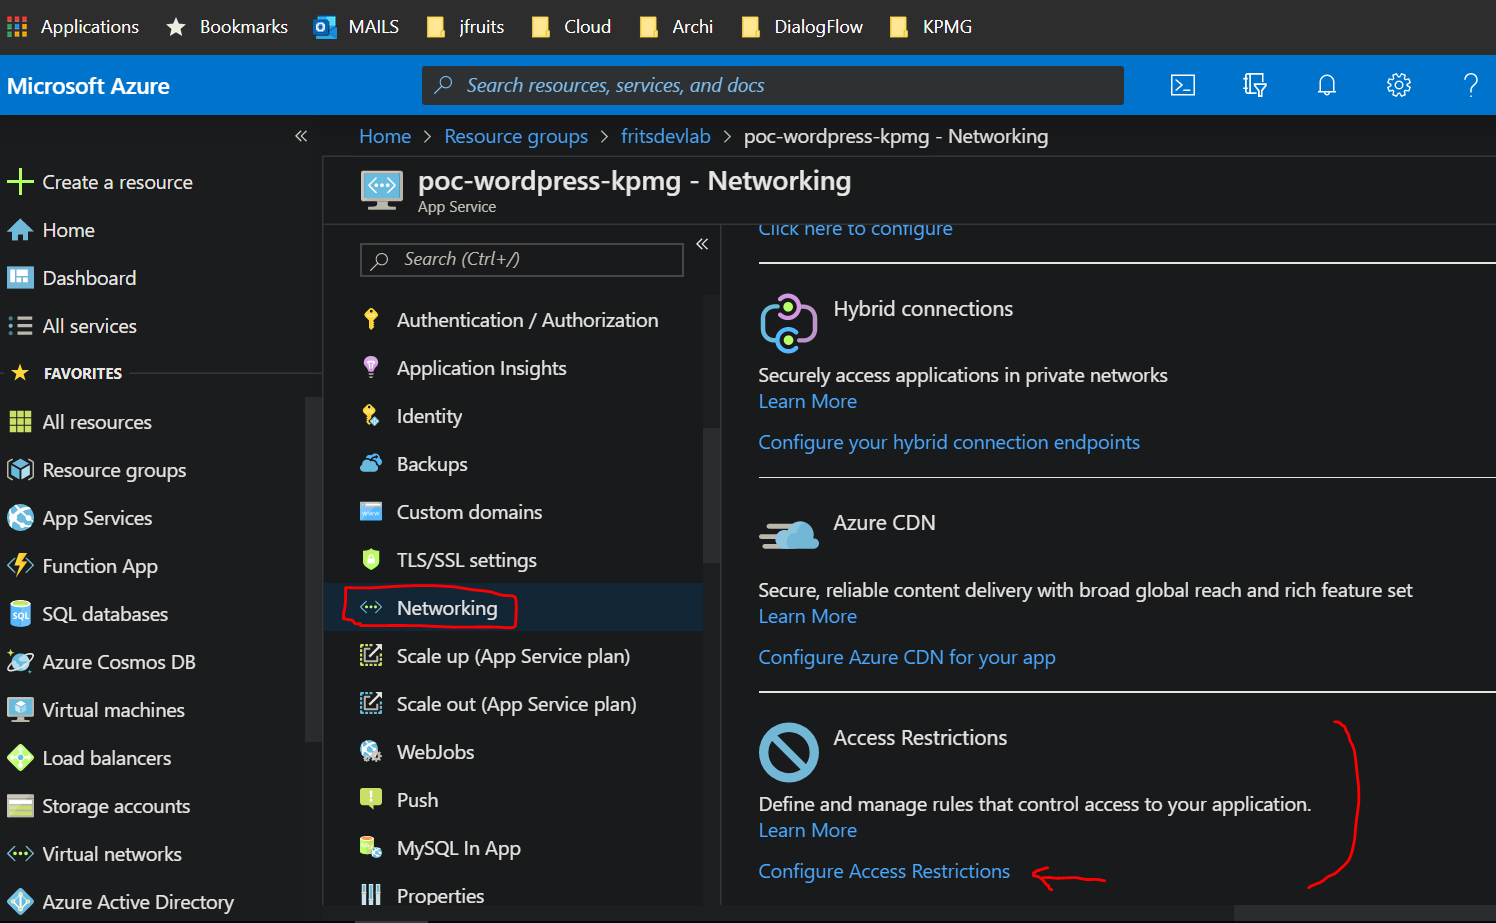 Applications Bookmarks MAILS jfruits Cloud Archi DialogFlow KPMG
Microsoft Azure Search resources, services, and docs
Home > Resource groups > fritsdevlab > poc-wordpress-kpmg - Networking
Create a resource
Home
Dashboard
All services
FAVORITES
All resources
Resource groups
App Services
Function App
SQL databases
Azure Cosmos DB
Virtual machines
Load balancers
Storage accounts
Virtual networks
Azure Active Directory
poc-wordpress-kpmg - Networking
App Service
Search (Ctrl+/)
Authentication / Authorization
Application Insights
Identity
Backups
Custom domains
TLS/SSL settings
Networking
Scale up (App Service plan)
Scale out (App Service plan)
WebJobs
Push
MySQL In App
Properties
Click here to configure
Hybrid connections
Securely access applications in private networks
Learn More
Configure your hybrid connection endpoints
Azure CDN
Secure, reliable content delivery with broad global reach and rich feature set
Learn More
Configure Azure CDN for your app
Access Restrictions
Define and manage rules that control access to your application.
Learn More
Configure Access Restrictions